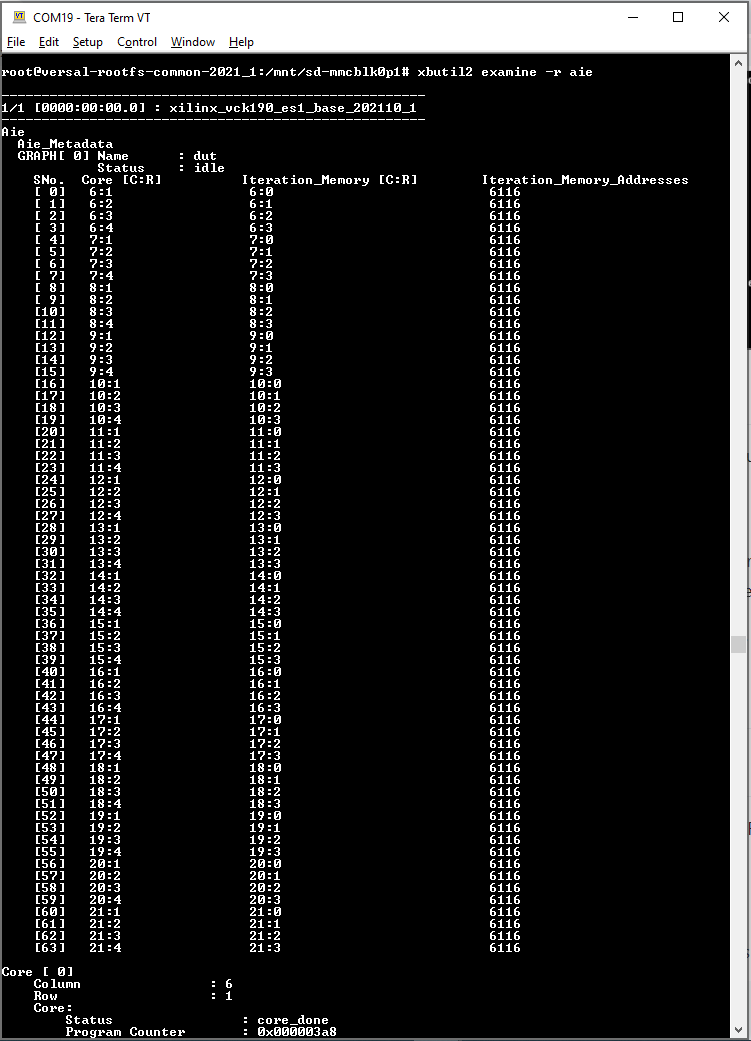 COM19 - Tera Term VT
File Edit Setup Control Window Help
root@versal-rootfs-common-2021_1:/mnt/sd-mmcblk0p1# xbutil2 examine -r aie
-----------------------------------------------------
1/1 [0000:00:00.0] : xilinx_vck190_es1_base_202110_1
-----------------------------------------------------
Aie
Aie_Metadata
GRAPH[ 0] Name : dut
Status : idle
SNo. Core [C:R] Iteration_Memory [C:R] Iteration_Memory_Addresses
[ 0] 6:1 6:0 6116
[ 1] 6:2 6:1 6116
[ 2] 6:3 6:2 6116
[ 3] 6:4 6:3 6116
[ 4] 7:1 7:0 6116
[ 5] 7:2 7:1 6116
[ 6] 7:3 7:2 6116
[ 7] 7:4 7:3 6116
[ 8] 8:1 8:0 6116
[ 9] 8:2 8:1 6116
[10] 8:3 8:2 6116
[11] 8:4 8:3 6116
[12] 9:1 9:0 6116
[13] 9:2 9:1 6116
[14] 9:3 9:2 6116
[15] 9:4 9:3 6116
[16] 10:1 10:0 6116
[17] 10:2 10:1 6116
[18] 10:3 10:2 6116
[19] 10:4 10:3 6116
[20] 11:1 11:0 6116
[21] 11:2 11:1 6116
[22] 11:3 11:2 6116
[23] 11:4 11:3 6116
[24] 12:1 12:0 6116
[25] 12:2 12:1 6116
[26] 12:3 12:2 6116
[27] 12:4 12:3 6116
[28] 13:1 13:0 6116
[29] 13:2 13:1 6116
[30] 13:3 13:2 6116
[31] 13:4 13:3 6116
[32] 14:1 14:0 6116
[33] 14:2 14:1 6116
[34] 14:3 14:2 6116
[35] 14:4 14:3 6116
[36] 15:1 15:0 6116
[37] 15:2 15:1 6116
[38] 15:3 15:2 6116
[39] 15:4 15:3 6116
[40] 16:1 16:0 6116
[41] 16:2 16:1 6116
[42] 16:3 16:2 6116
[43] 16:4 16:3 6116
[44] 17:1 17:0 6116
[45] 17:2 17:1 6116
[46] 17:3 17:2 6116
[47] 17:4 17:3 6116
[48] 18:1 18:0 6116
[49] 18:2 18:1 6116
[50] 18:3 18:2 6116
[51] 18:4 18:3 6116
[52] 19:1 19:0 6116
[53] 19:2 19:1 6116
[54] 19:3 19:2 6116
[55] 19:4 19:3 6116
[56] 20:1 20:0 6116
[57] 20:2 20:1 6116
[58] 20:3 20:2 6116
[59] 20:4 20:3 6116
[60] 21:1 21:0 6116
[61] 21:2 21:1 6116
[62] 21:3 21:2 6116
[63] 21:4 21:3 6116
Core [ 0]
Column : 6
Row : 1
Core:
Status : core_done
Program Counter : 0x000003a8